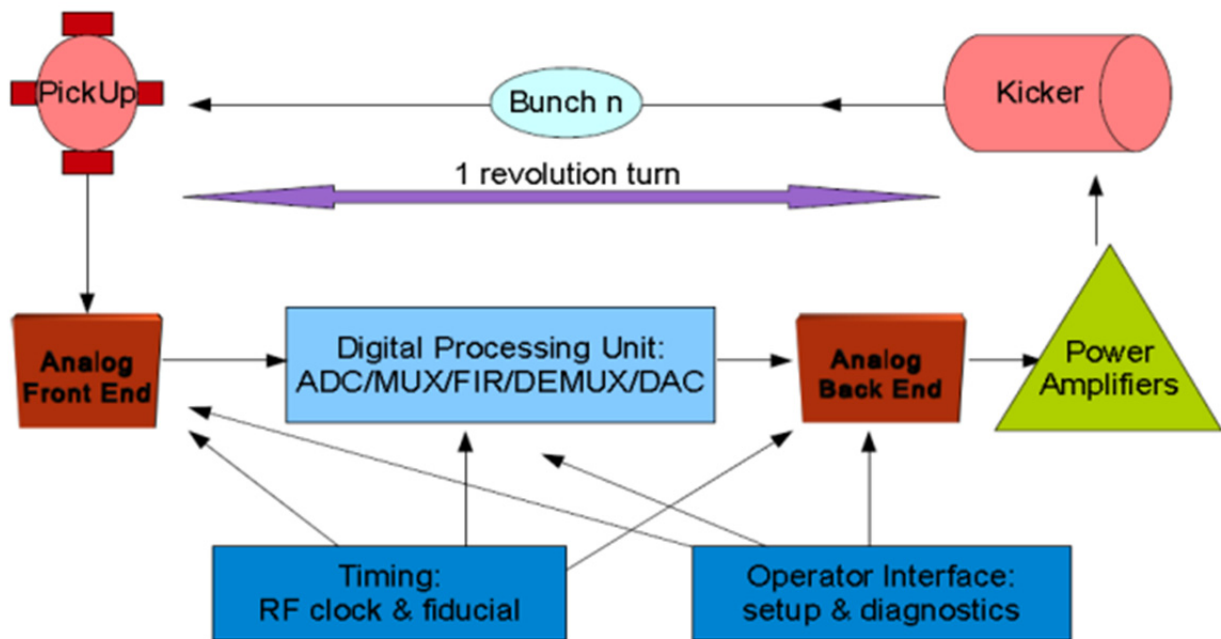 PickUp
Bunch n
Kicker
1 revolution turn
Analog
Front End
Digital Processing Unit:
ADC/MUX/FIR/DEMUX/DAC
Analog
Back End
Power
Amplifiers
Timing:
RF clock & fiducial
Operator Interface:
setup & diagnostics